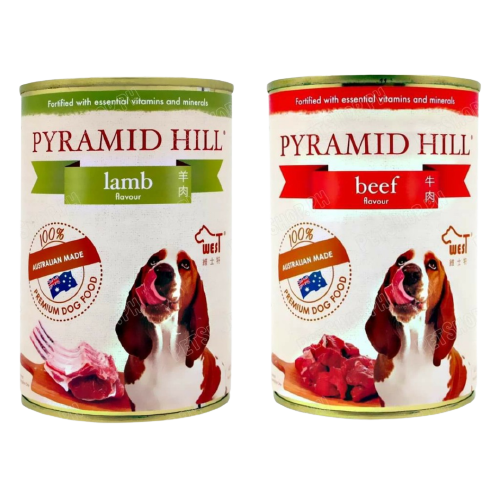 Fortified with essential vitamins and minerals
PYRAMID HILL
lamb
flavour
羊肉
100%
AUSTRALIAN MADE
PREMIUM DOG FOOD
WEST
Fortified with essential vitamins and minerals
PYRAMID HILL
beef
flavour
牛肉
100%
AUSTRALIAN MADE
PREMIUM DOG FOOD
WEST